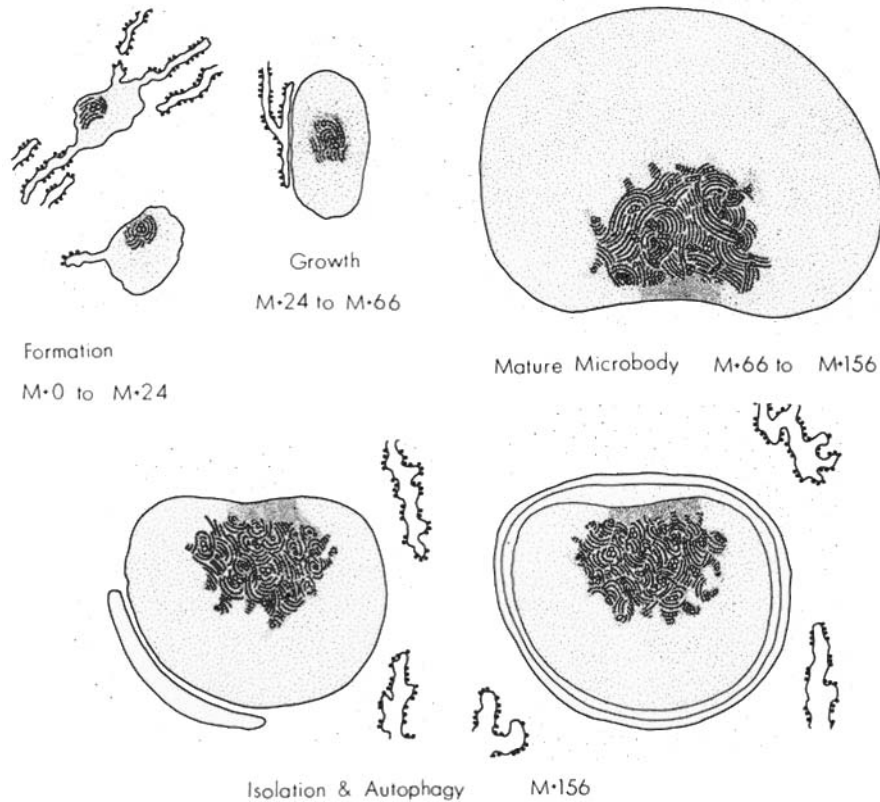 Growth
M•24 to M•66
Formation
M•0 to M•24
Mature Microbody M•66 to M•156
Isolation & Autophagy M•156